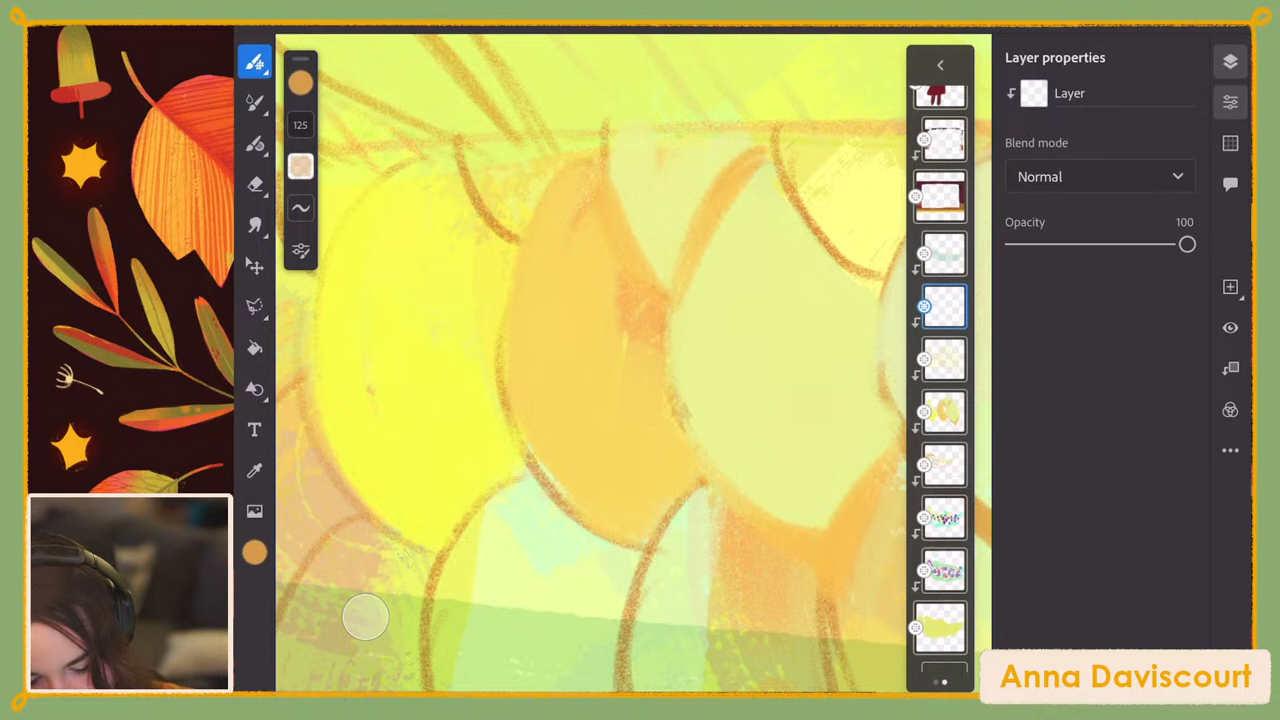 125
Layer properties
Layer
Blend mode
Normal
Opacity
100
T
Anna Daviscourt